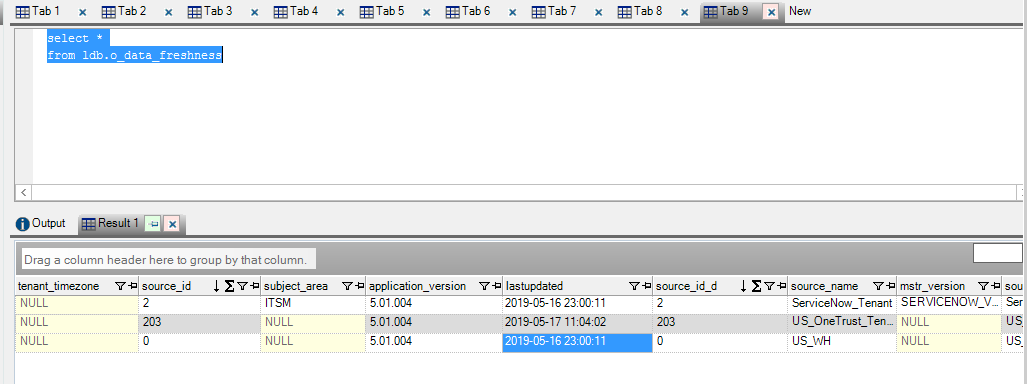 Tab 1 Tab 2 Tab 3 Tab 4 Tab 5 Tab 6 Tab 7 Tab 8 Tab 9 New
select *
from ldb.o_data_freshness
Output Result 1
Drag a column header here to group by that column.
tenant_timezone source_id subject_area application_version lastupdated source_id_d source_name mstr_version sou
NULL 2 ITSM 5.01.004 2019-05-16 23:00:11 2 ServiceNow_Tenant SERVICENOW_V... Ser
NULL 203 NULL 5.01.004 2019-05-17 11:04:02 203 US_OneTrust_Ten... NULL US_
NULL 0 NULL 5.01.004 2019-05-16 23:00:11 0 US_WH NULL US_